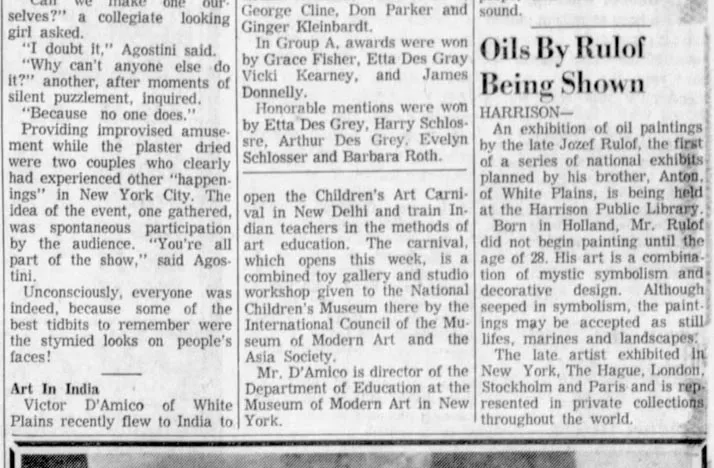 "Can we make one our-
selves?" a collegiate looking
girl asked.
"I doubt it," Agostini said.
"Why can't anyone else do
it?" another, after moments of
silent puzzlement, inquired.
"Because no one does."
Providing improvised amuse-
ment while the plaster dried
were two couples who clearly
had experienced other "happen-
ings" in New York City. The
idea of the event, one gathered,
was spontaneous participation
by the audience. "You're all
part of the show," said Agos-
tini.
Unconsciously, everyone was
indeed, because some of the
best tidbits to remember were
the stymied looks on people's
faces!
Art In India
Victor D'Amico of White
Plains recently flew to India to
George Cline, Don Parker and
Ginger Kleinbardt.
In Group A, awards were won
by Grace Fisher, Etta Des Gray
Vicki Kearney, and James
Donnelly.
Honorable mentions were won
by Etta Des Grey, Harry Schlos-
sre, Arthur Des Grey, Evelyn
Schlosser and Barbara Roth.
open the Children's Art Carni-
val in New Delhi and train In-
dian teachers in the methods of
art education. The carnival,
which opens this week, is a
combined toy gallery and studio
workshop given to the National
Children's Museum there by the
International Council of the Mu-
seum of Modern Art and the
Asia Society.
Mr. D'Amico is director of the
Department of Education at the
Museum of Modern Art in New
York.
sound.
Oils By Rulof
Being Shown
HARRISON—
An exhibition of oil paintings
by the late Jozef Rulof, the first
of a series of national exhibits
planned by his brother, Anton,
of White Plains, is being held
at the Harrison Public Library.
Born in Holland, Mr. Rulof
did not begin painting until the
age of 28. His art is a combina-
tion of mystic symbolism and
decorative design. Although
seeped in symbolism, the paint-
ings may be accepted as still
lifes, marines and landscapes.
The late artist exhibited in
New York, The Hague, London,
Stockholm and Paris and is rep-
resented in private collections
throughout the world.